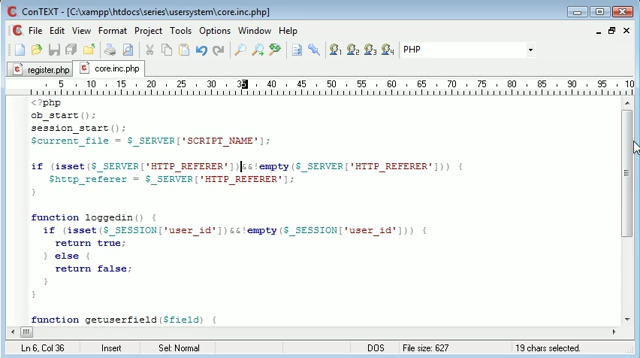 ConTEXT - [C:\xampp\htdocs\series\usersystem\core.inc.php]
File Edit View Format Project Tools Options Window Help
PHP
register.php core.inc.php
5 10 15 20 25 30 35 40 45 50 55 60 65 70 75 80 85 90 95 10
<?php
ob_start();
session_start();
$current_file = $_SERVER['SCRIPT_NAME'];
if (isset($_SERVER['HTTP_REFERER'])&&!empty($_SERVER['HTTP_REFERER'])) {
$http_referer = $_SERVER['HTTP_REFERER'];
}
function loggedin() {
if (isset($_SESSION['user_id'])&&!empty($_SESSION['user_id'])) {
return true;
} else {
return false;
}
}
function getuserfield($field) {
Ln 6, Col 36 Insert Sel: Normal DOS File size: 627 19 chars selected.